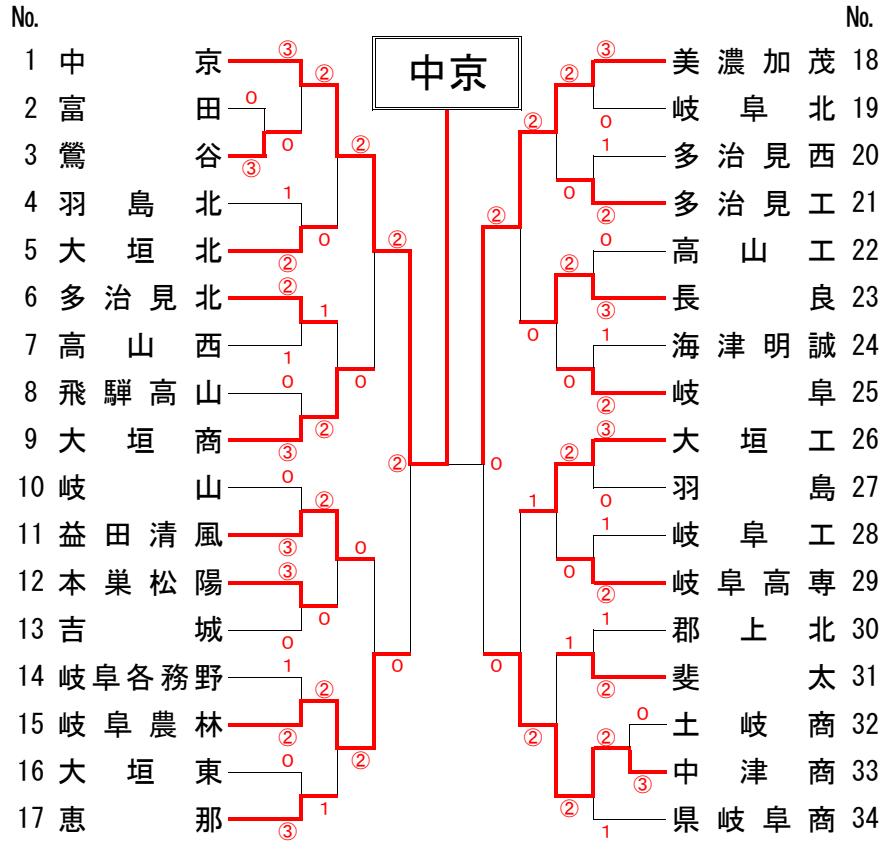 No.
No.
中京
1 中京 ③
2 富田 0
3 鶯谷 ③
4 羽島北 1
5 大垣北 ②
6 多治見北 ②
7 高山西 1
8 飛騨高山 0
9 大垣商 ③
10 岐山 0
11 益田清風 ③
12 本巣松陽 ③
13 吉城 0
14 岐阜各務野 1
15 岐阜農林 ②
16 大垣東 0
17 恵那 ③
② 0 0 1 ② ② 0 ② 1
② 0 0 ②
② 0
② 0
② 0
② 0 1 ②
② 0 ② 0 ② 0 1 ②
②
③ 美濃加茂 18
0 岐阜北 19
1 多治見西 20
② 多治見工 21
0 高山工 22
③ 長良 23
1 海津明誠 24
② 岐阜 25
③ 大垣工 26
0 羽島 27
1 岐阜工 28
② 岐阜高専 29
1 郡上北 30
② 斐太 31
0 土岐商 32
③ 中津商 33
1 県岐阜商 34